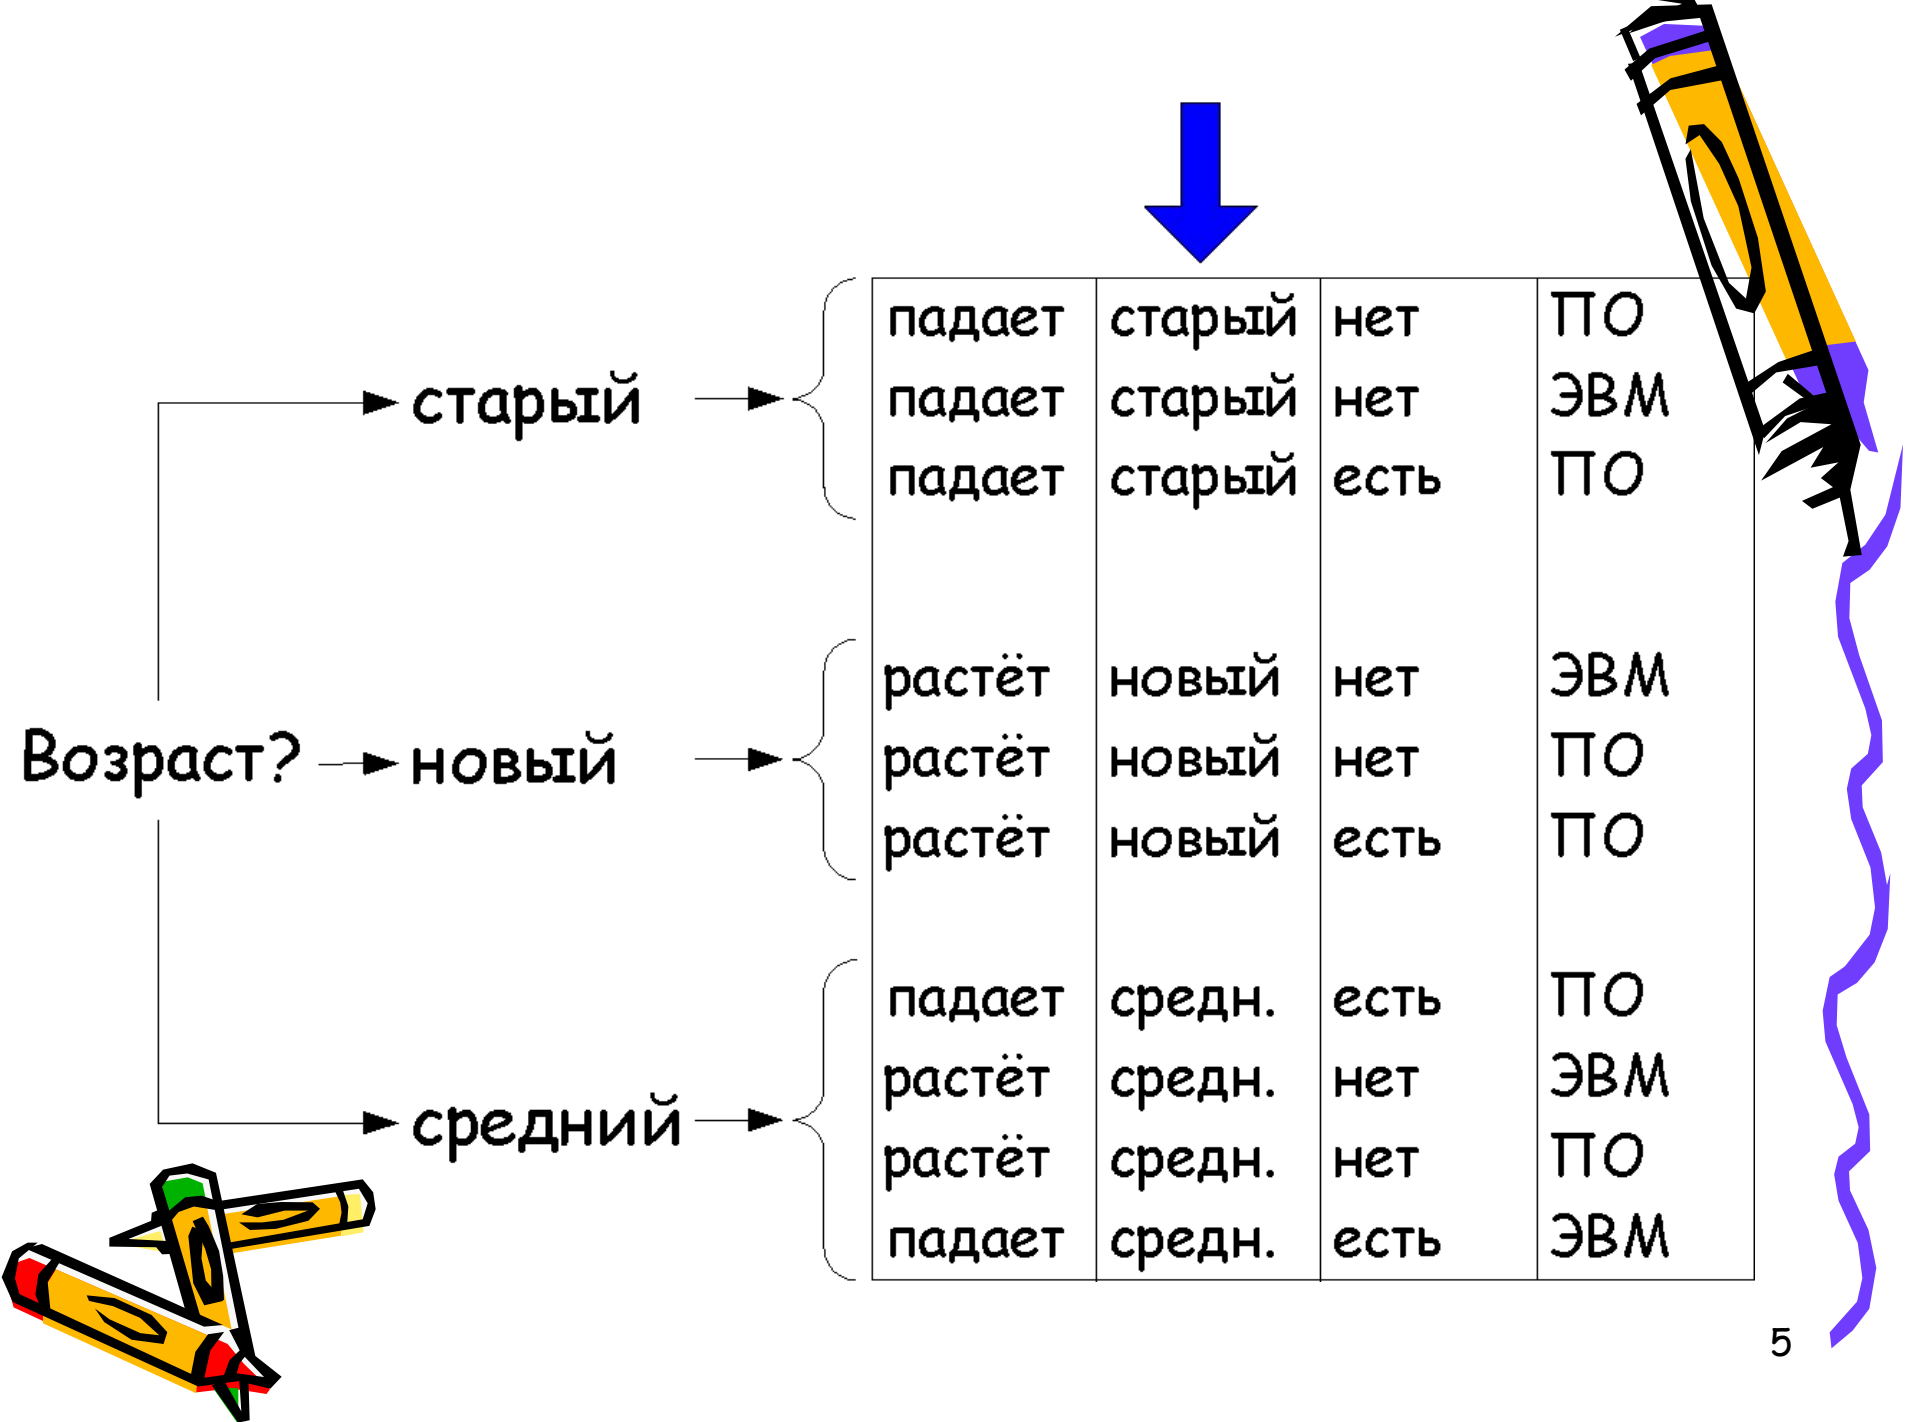 падает старый нет ПО
старый
падает старый нет ЭВМ
падает старый есть ПО
растёт новый нет ЭВМ
Возраст? новый
растёт новый нет ПО
растёт новый есть ПО
падает средн. есть ПО
растёт средн. нет ЭВМ
средний
растёт средн. нет ПО
падает средн. есть ЭВМ
5